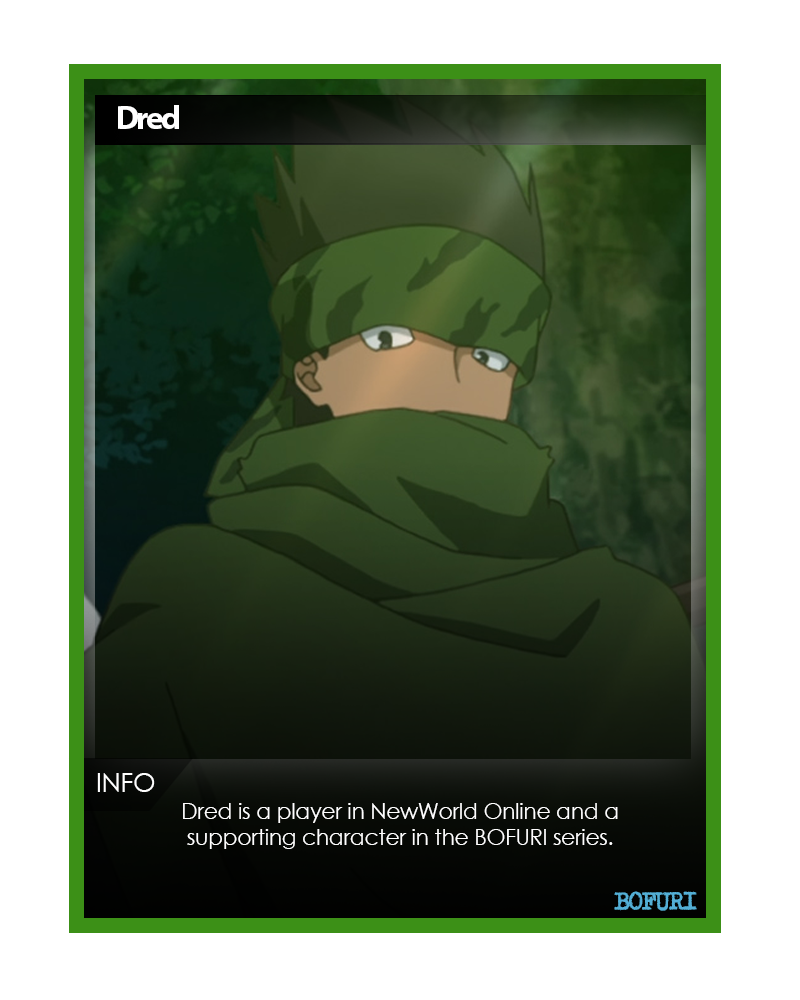 Dred
INFO
Dred is a player in NewWorld Online and a
supporting character in the BOFURI series.
BOFURI